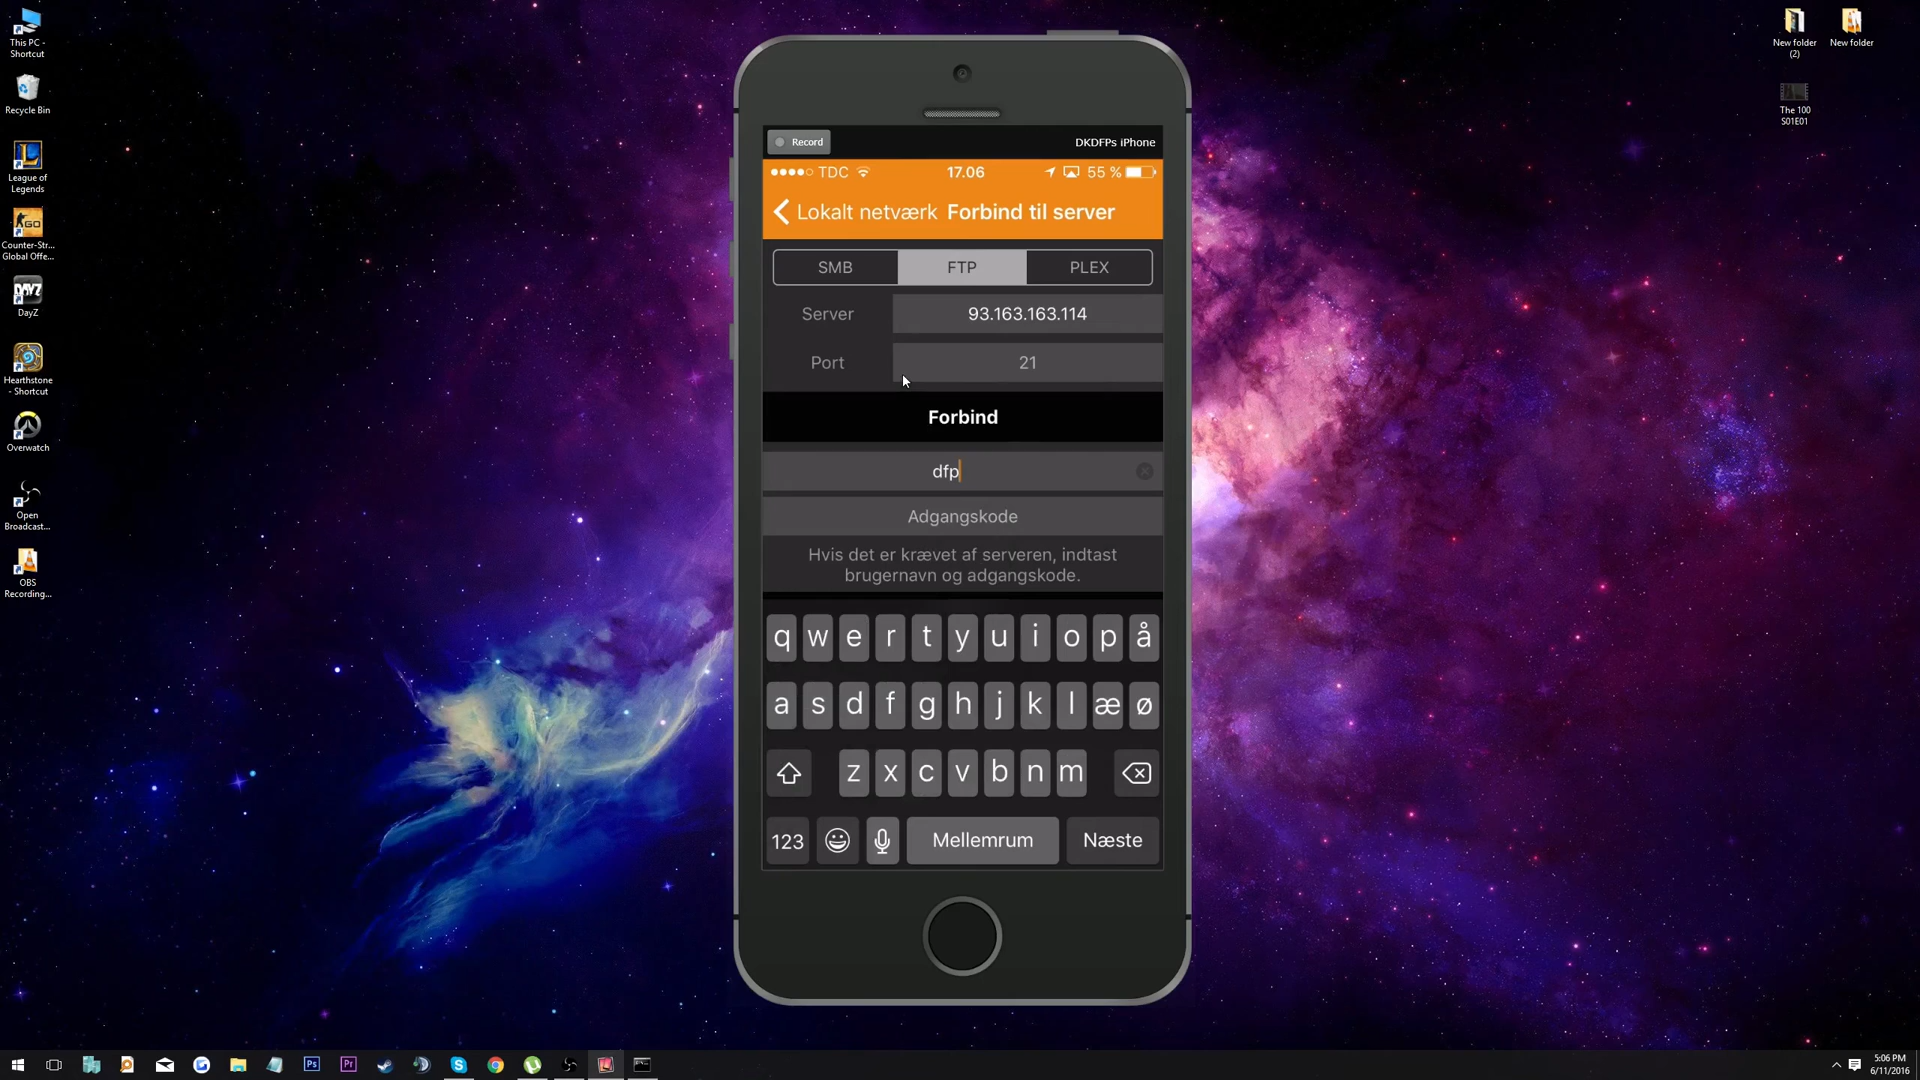 This PC -
Shortcut
Recycle Bin
League of
Legends
Counter-Str...
Global Offe...
DAYZ
DayZ
Hearthstone
- Shortcut
Overwatch
Open
Broadcast...
OBS
Recording...
New folder
(2)
New folder
The 100
S01E01
Record
DKDFPs iPhone
TDC
17.06
55 %
Lokalt netværk
Forbind til server
SMB
FTP
PLEX
Server
93.163.163.114
Port
21
Forbind
dfp
Adgangskode
Hvis det er krævet af serveren, indtast
brugernavn og adgangskode.
q w e r t y u i o p å
a s d f g h j k l æ ø
z x c v b n m
123
Mellemrum
Næste
Ps
Pr
5:06 PM
6/11/2016